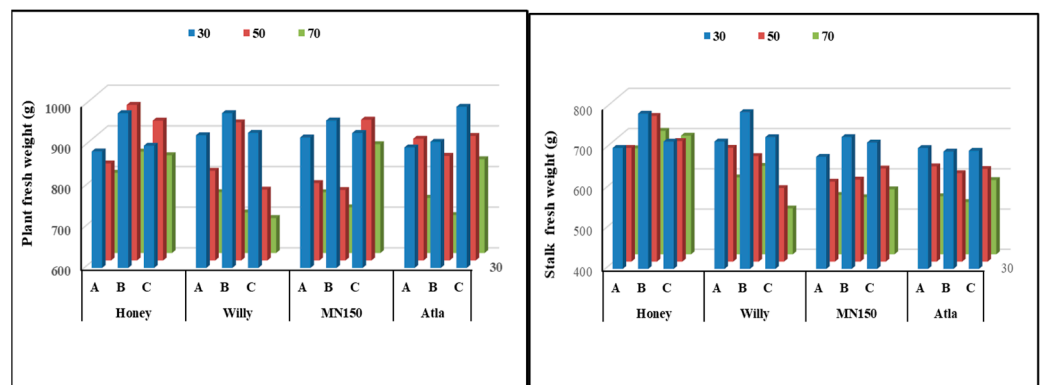 30 50 70
Plant fresh weight (g)
1000
900
800
700
600
30
A B C A B C A B C A B C
Honey Willy MN150 Atla
30 50 70
Stalk fresh weight (g)
800
700
600
500
400
30
A B C A B C A B C A B C
Honey Willy MN150 Atla